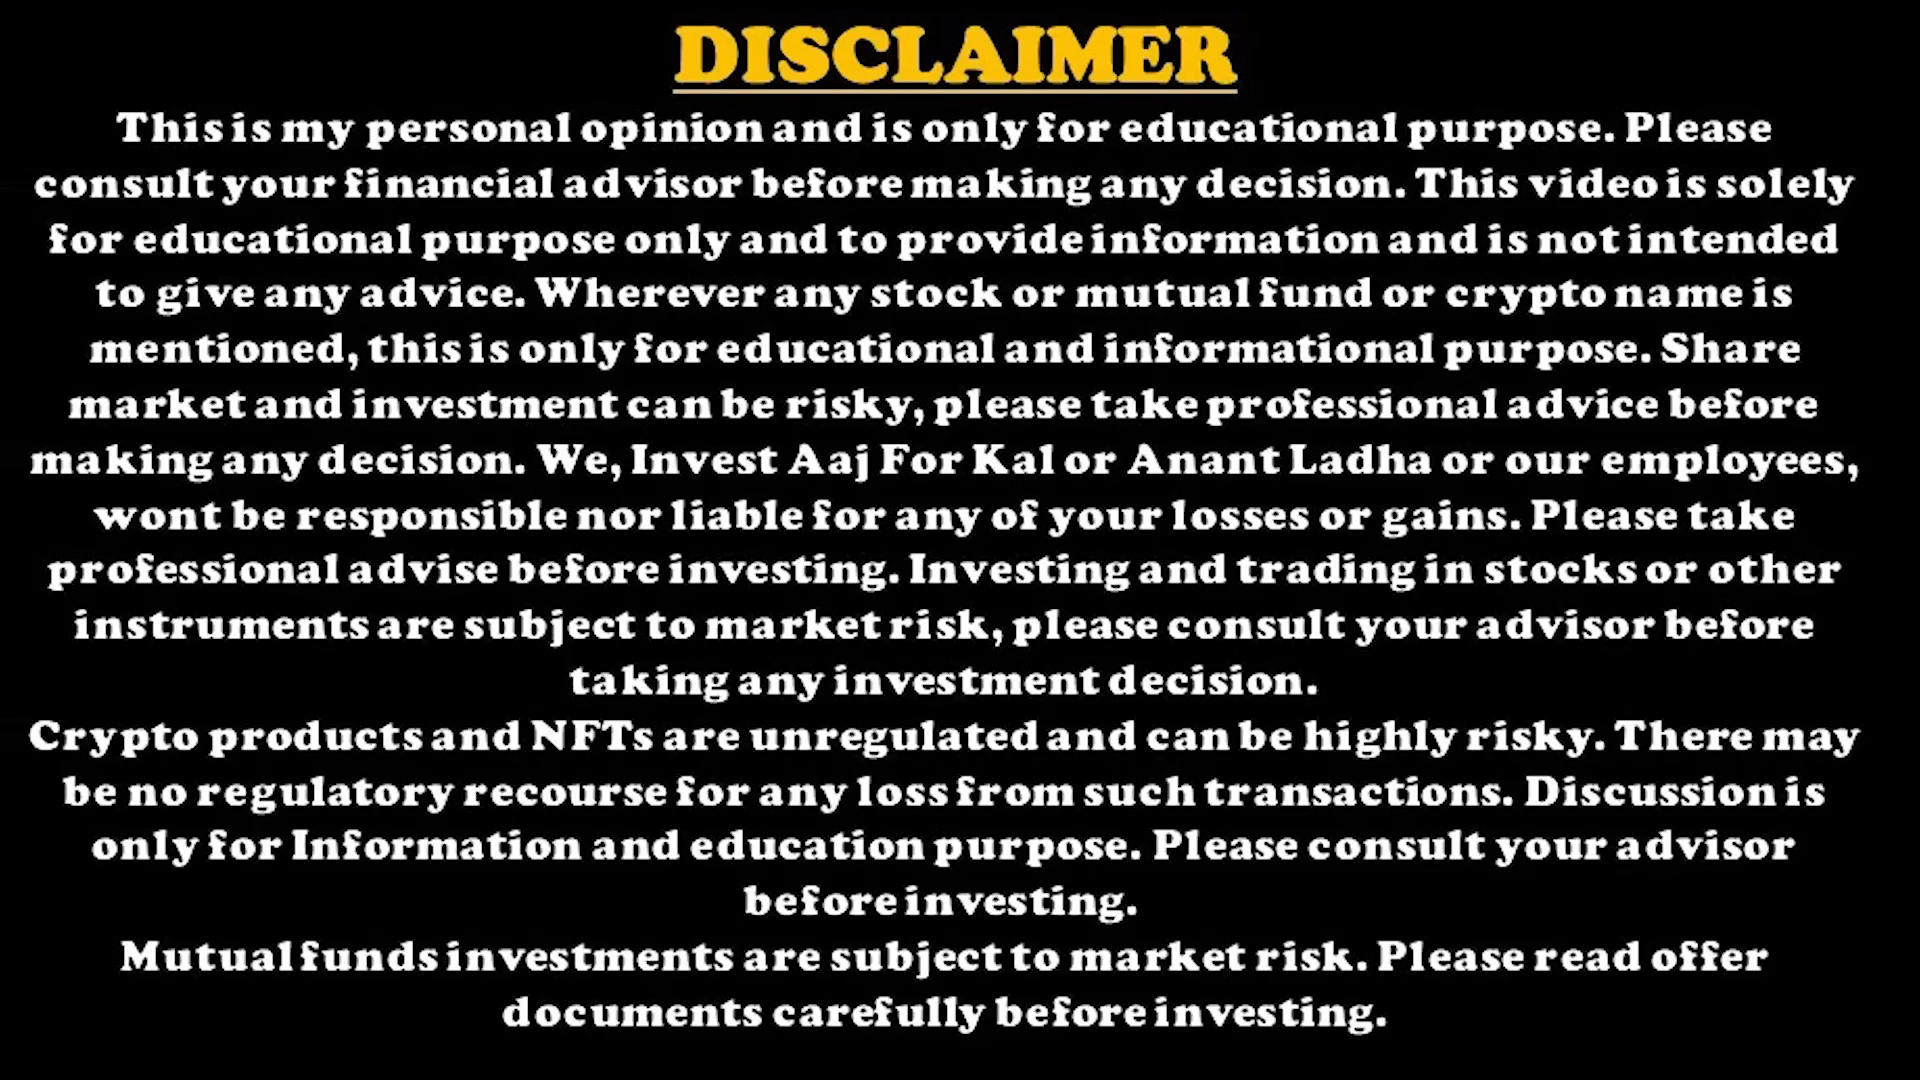 DISCLAIMER
This is my personal opinion and is only for educational purpose. Please
consult your financial advisor before making any decision. This video is solely
for educational purpose only and to provide information and is not intended
to give any advice. Wherever any stock or mutual fund or crypto name is
mentioned, this is only for educational and informational purpose. Share
market and investment can be risky, please take professional advice before
making any decision. We, Invest Aaj For Kal or Anant Ladha or our employees,
wont be responsible nor liable for any of your losses or gains. Please take
professional advise before investing. Investing and trading in stocks or other
instruments are subject to market risk, please consult your advisor before
taking any investment decision.
Crypto products and NFTs are unregulated and can be highly risky. There may
be no regulatory recourse for any loss from such transactions. Discussion is
only for Information and education purpose. Please consult your advisor
before investing.
Mutual funds investments are subject to market risk. Please read offer
documents carefully before investing.